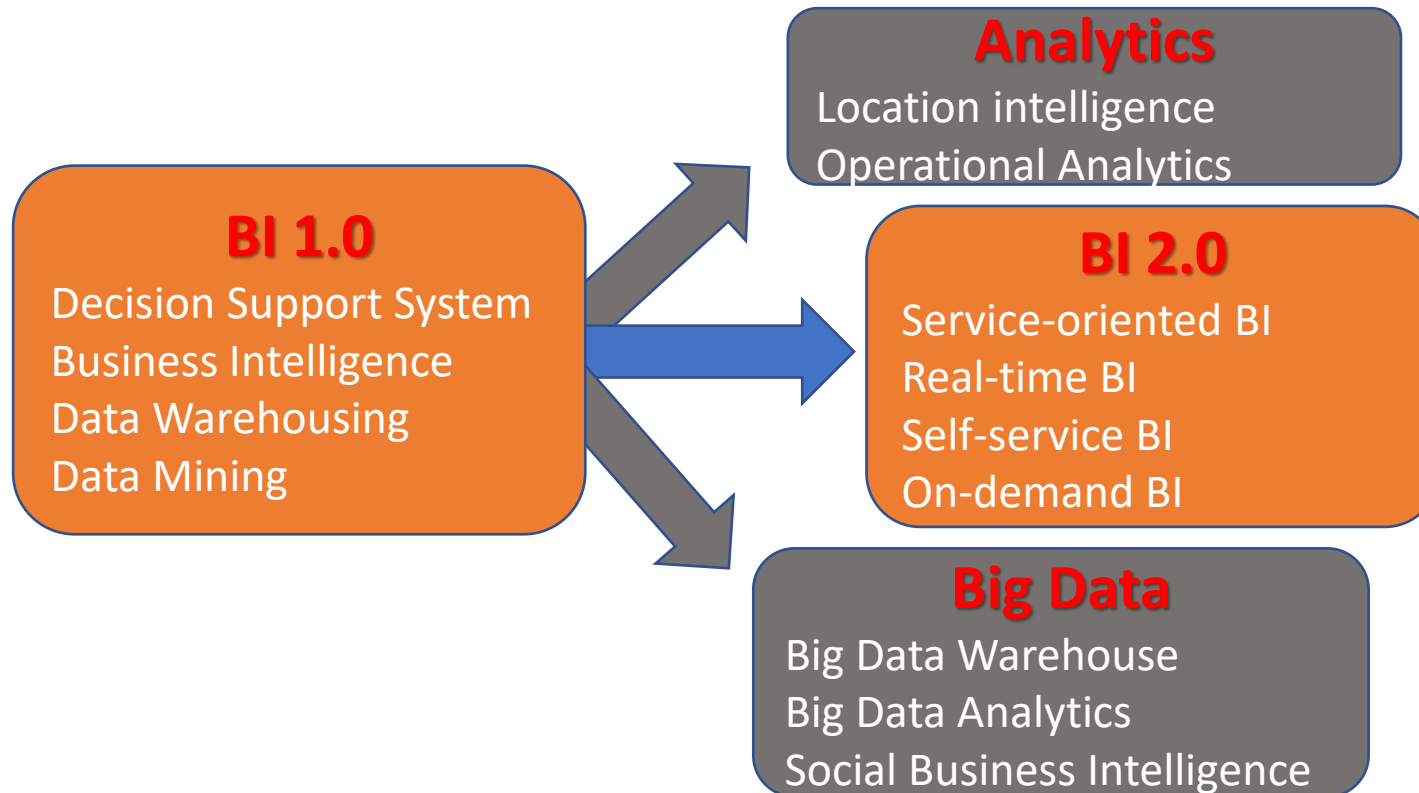 BI 1.0
Decision Support System
Business Intelligence
Data Warehousing
Data Mining
Analytics
Location intelligence
Operational Analytics
BI 2.0
Service-oriented BI
Real-time BI
Self-service BI
On-demand BI
Big Data
Big Data Warehouse
Big Data Analytics
Social Business Intelligence